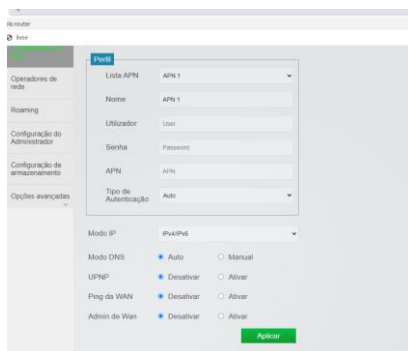 le.router
Perfil
Lista APN
APN 1
Operadores de
rede
Nome
APN 1
Roaming
Utilizador
User
Configuração do
Administrador
Senha
Password
Configuração de
armazenamento
APN
APN
Opções avançadas
Tipo de
Autenticação
Auto
Modo IP
IPv4/IPv6
Modo DNS
Auto
Manual
UPNP
Desativar
Ativar
Ping da WAN
Desativar
Ativar
Admin de Wan
Desativar
Ativar
Aplicar